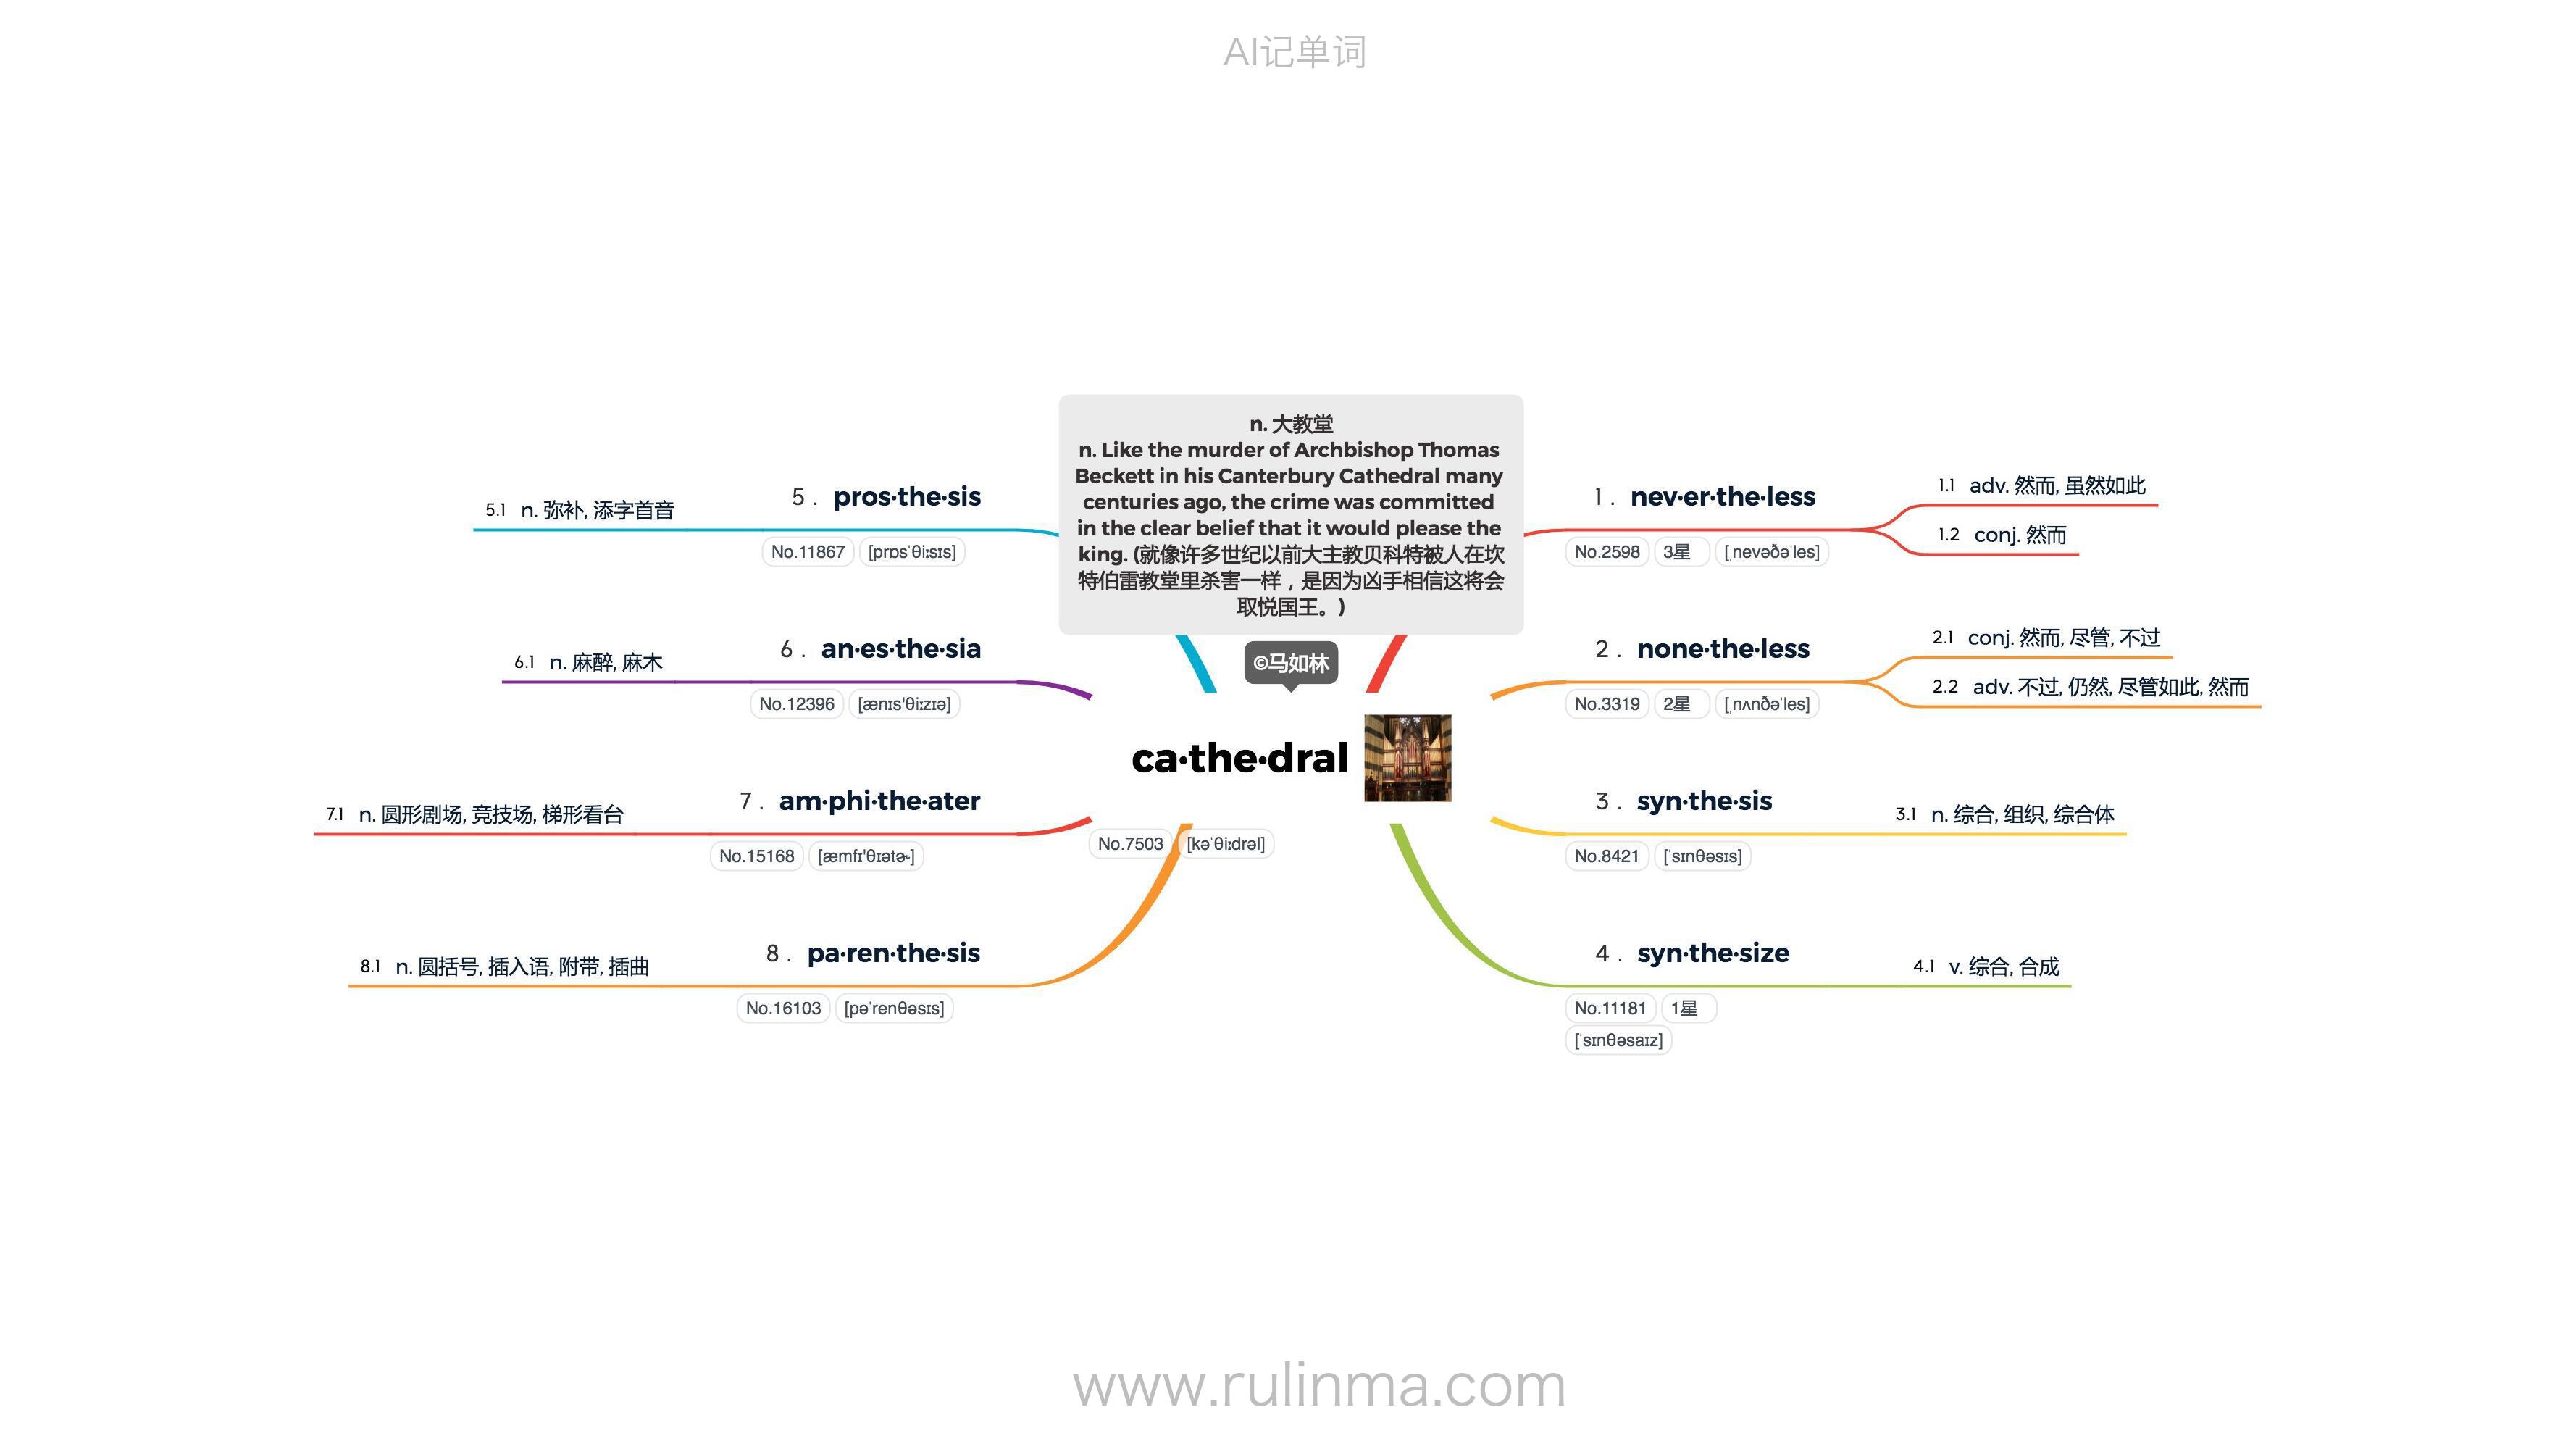 AI记单词
n. 大教堂
n. Like the murder of Archbishop Thomas
Beckett in his Canterbury Cathedral many
centuries ago, the crime was committed
in the clear belief that it would please the
king. (就像许多世纪以前大主教贝科特被人在坎
特伯雷教堂里杀害一样，是因为凶手相信这将会
取悦国王。)
©马如林
ca·the·dral
No.7503 [kəˈθiːdrəl]
1 . nev·er·the·less
No.2598 3星 [ˌnevəðəˈles]
1.1 adv. 然而, 虽然如此
1.2 conj. 然而
2 . none·the·less
No.3319 2星 [ˌnʌnðəˈles]
2.1 conj. 然而, 尽管, 不过
2.2 adv. 不过, 仍然, 尽管如此, 然而
3 . syn·the·sis
No.8421 [ˈsɪnθəsɪs]
3.1 n. 综合, 组织, 综合体
4 . syn·the·size
No.11181 1星
[ˈsɪnθəsaɪz]
4.1 v. 综合, 合成
5 . pros·the·sis
No.11867 [prɒsˈθiːsɪs]
5.1 n. 弥补, 添字首音
6 . an·es·the·sia
No.12396 [ænɪs'θiːzɪə]
6.1 n. 麻醉, 麻木
7 . am·phi·the·ater
No.15168 [æmfɪ'θɪətɚ]
7.1 n. 圆形剧场, 竞技场, 梯形看台
8 . pa·ren·the·sis
No.16103 [pəˈrenθəsɪs]
8.1 n. 圆括号, 插入语, 附带, 插曲
www.rulinma.com